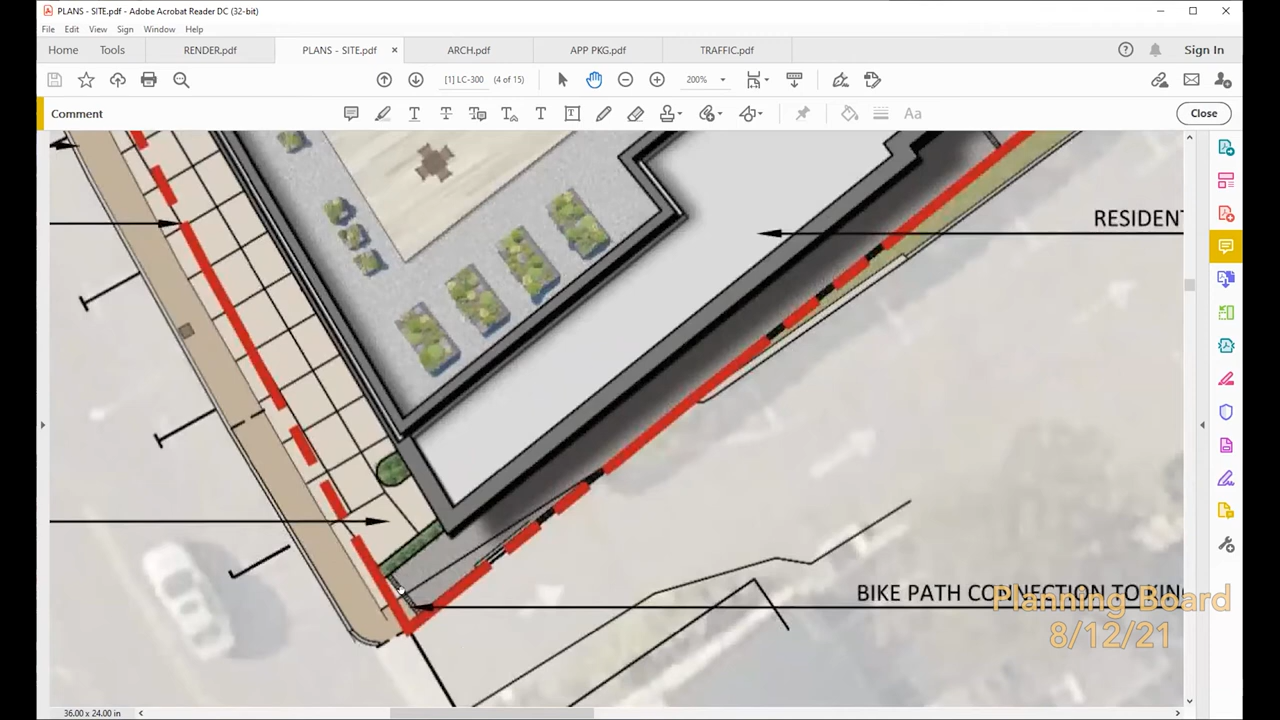 PLANS - SITE.pdf - Adobe Acrobat Reader DC (32-bit)
File Edit View Sign Window Help
Home Tools RENDER.pdf PLANS - SITE.pdf × ARCH.pdf APP PKG.pdf TRAFFIC.pdf Sign In
[1] LC-300 (4 of 15) 200%
Comment Close
RESIDENT
BIKE PATH CONNECTION TO KIN
Planning Board
8/12/21
36.00 x 24.00 in